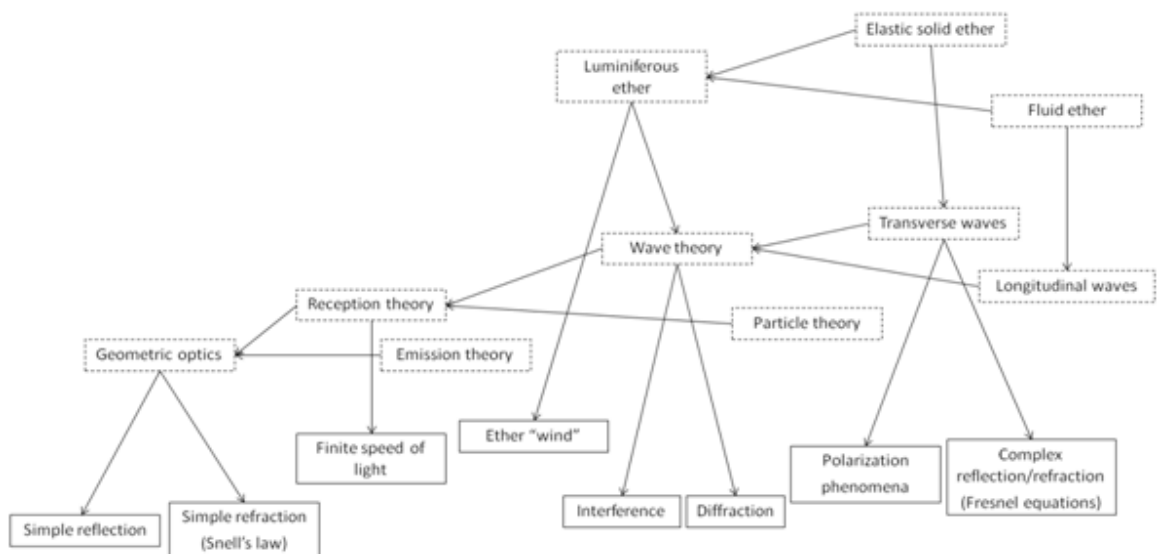 Elastic solid ether
Luminiferous
ether
Fluid ether
Transverse waves
Wave theory
Longitudinal waves
Reception theory
Particle theory
Geometric optics
Emission theory
Ether “wind”
Finite speed of
light
Polarization
phenomena
Complex
reflection/refraction
(Fresnel equations)
Simple reflection
Simple refraction
(Snell’s law)
Interference
Diffraction